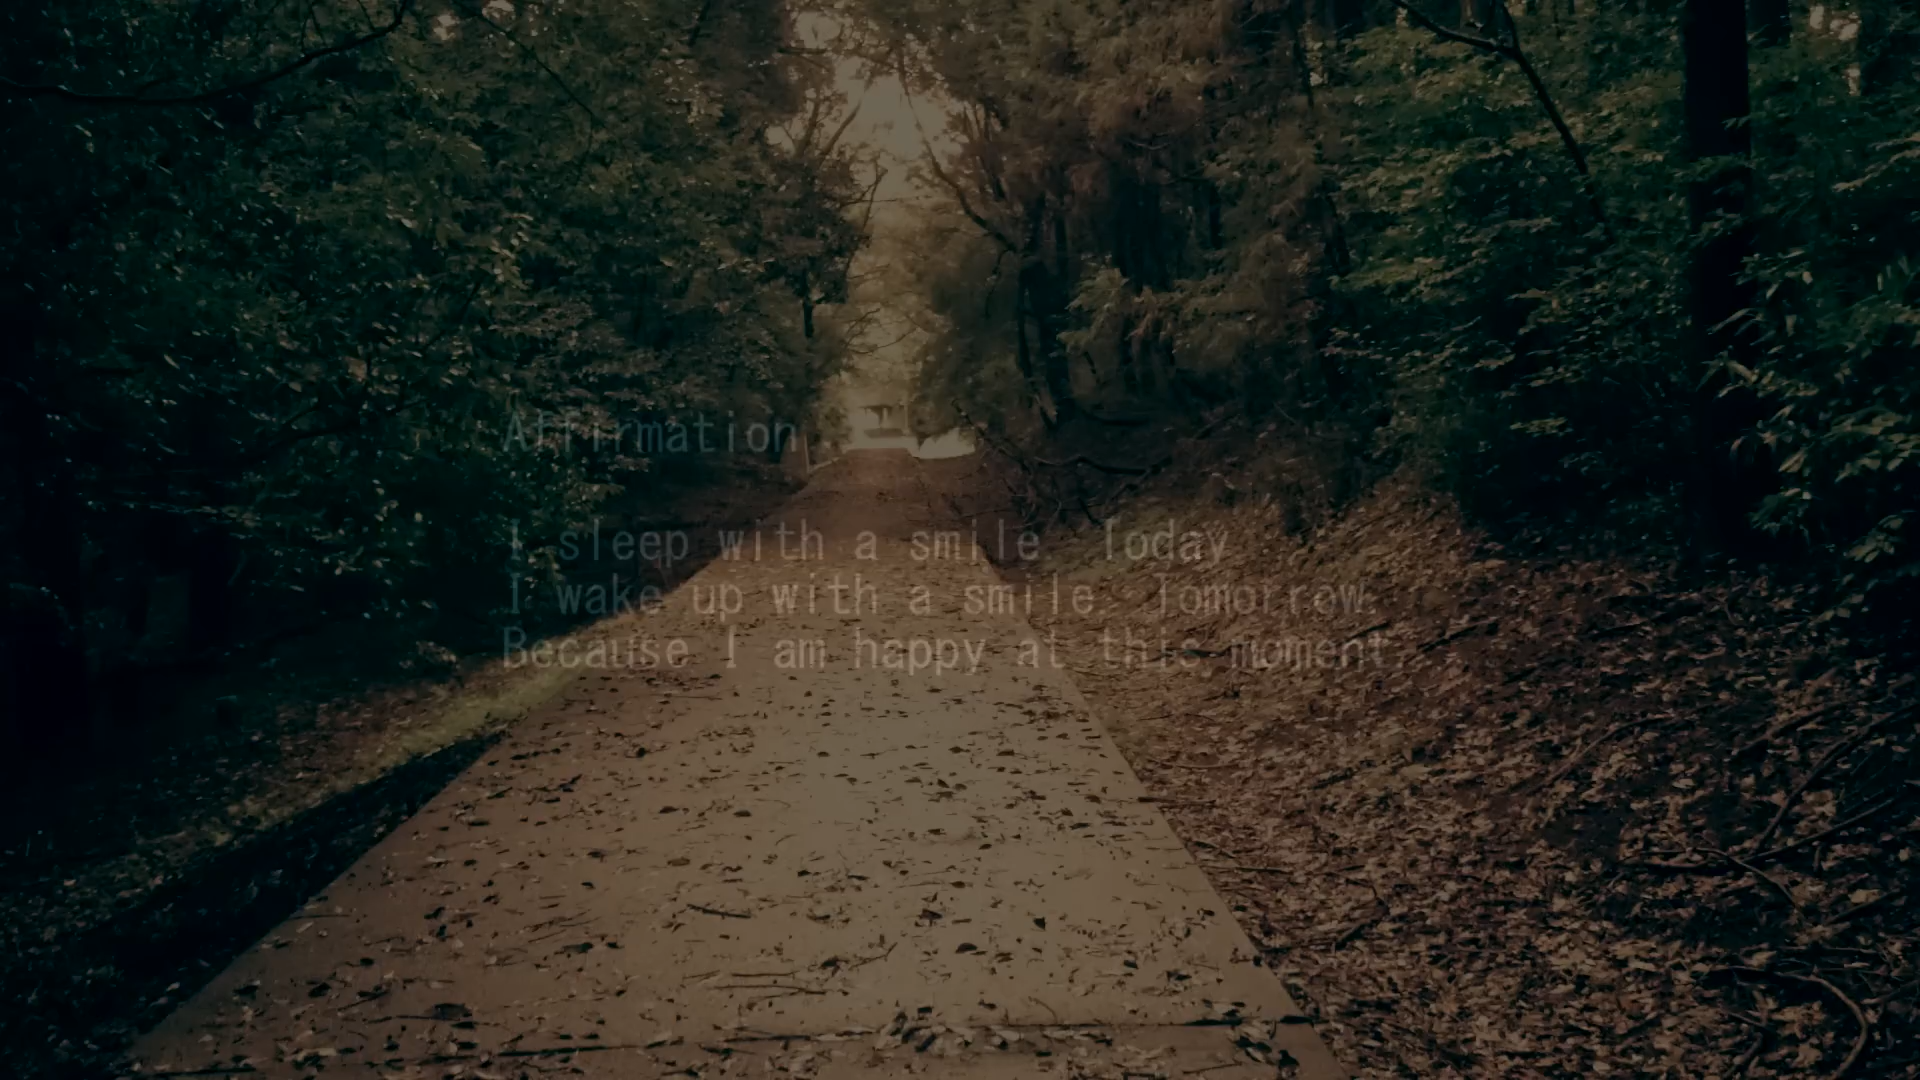 Affirmation
I sleep with a smile. Today
I wake up with a smile. Tomorrow.
Because I am happy at this moment.